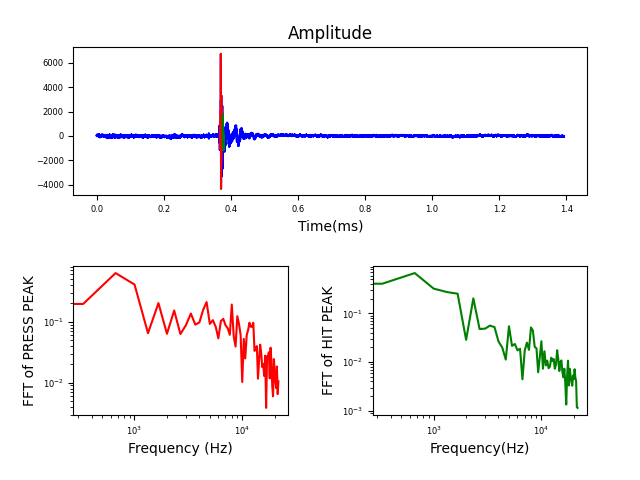 Amplitude
6000
4000
2000
0
−2000
−4000
0.0 0.2 0.4 0.6 0.8 1.0 1.2 1.4
Time(ms)
FFT of PRESS PEAK
10⁻¹
10⁻²
10³ 10⁴
Frequency (Hz)
FFT of HIT PEAK
10⁻¹
10⁻²
10⁻³
10³ 10⁴
Frequency(Hz)